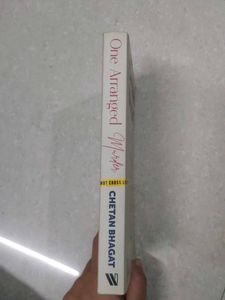 One Arranged Murder
NOT CROSS
CHETAN BHAGAT